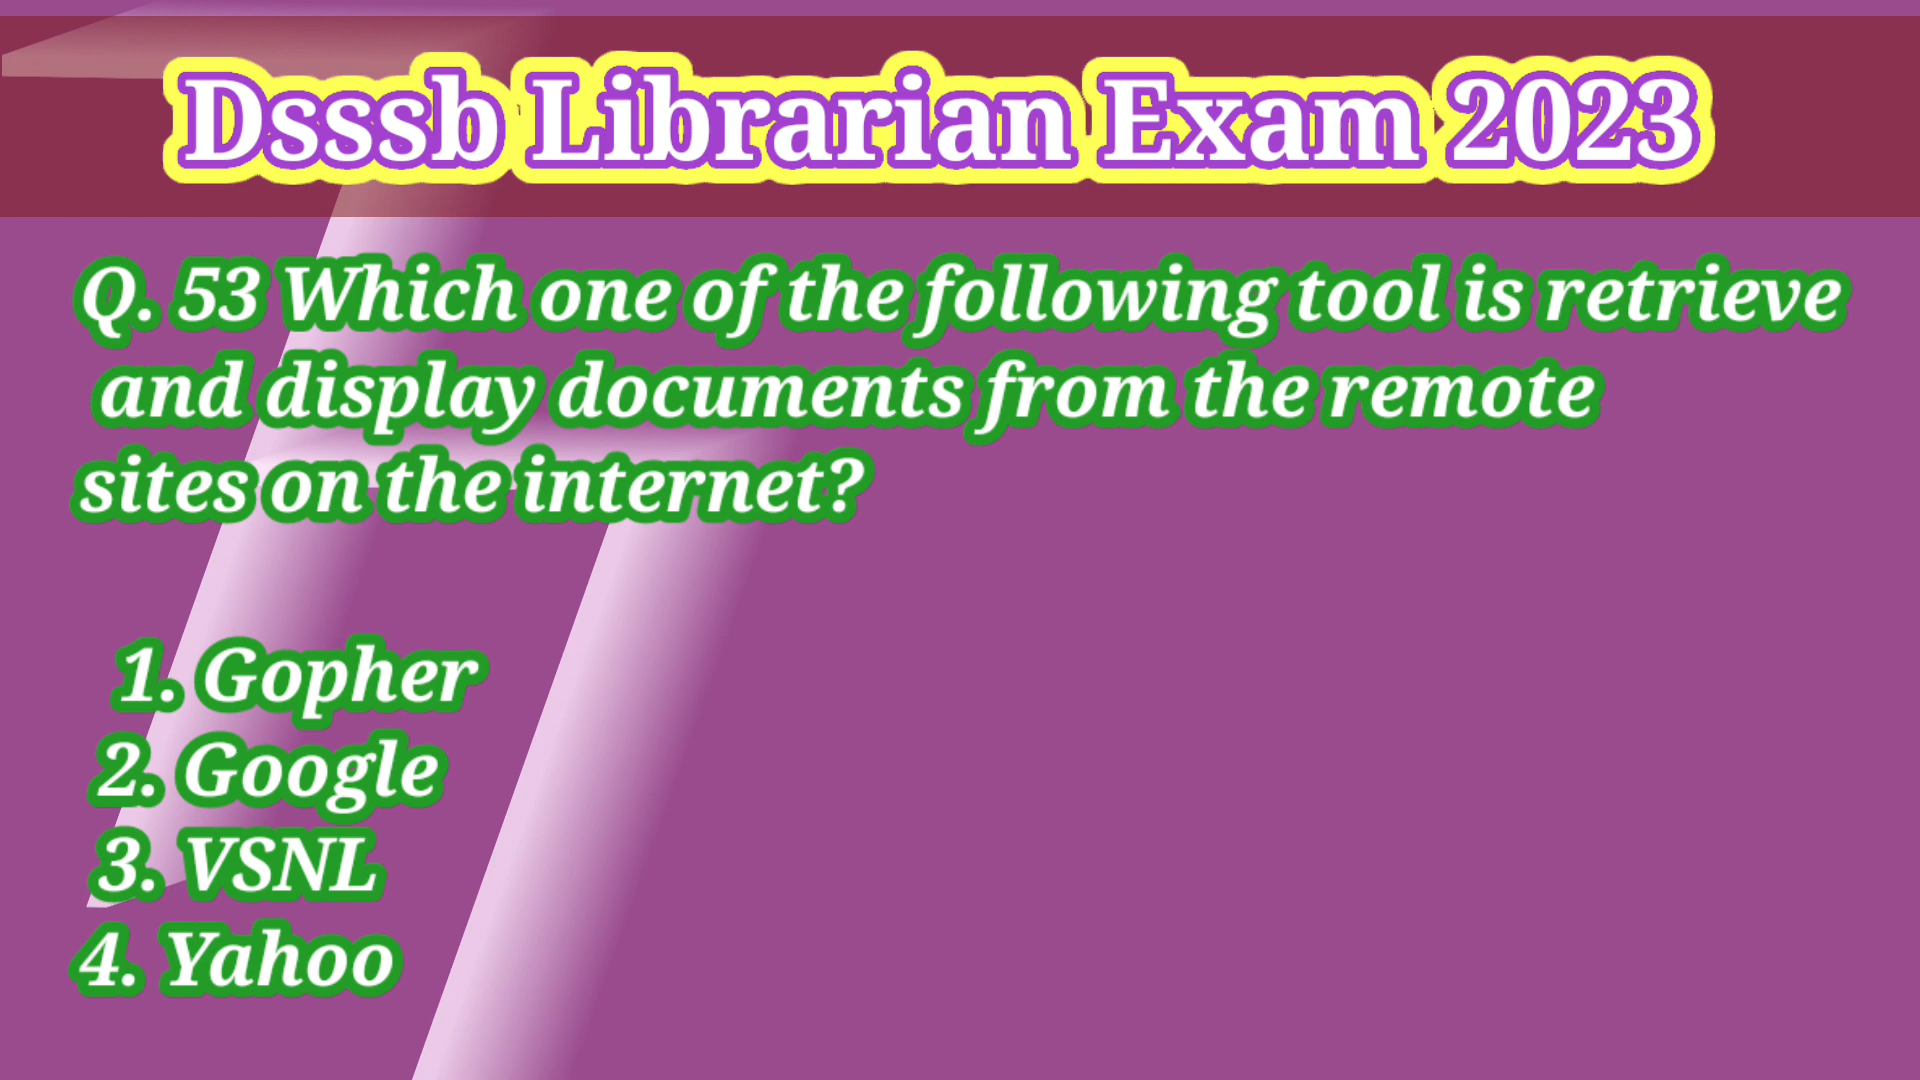 Dsssb Librarian Exam 2023
Q. 53 Which one of the following tool is retrieve
and display documents from the remote
sites on the internet?
1. Gopher
2. Google
3. VSNL
4. Yahoo